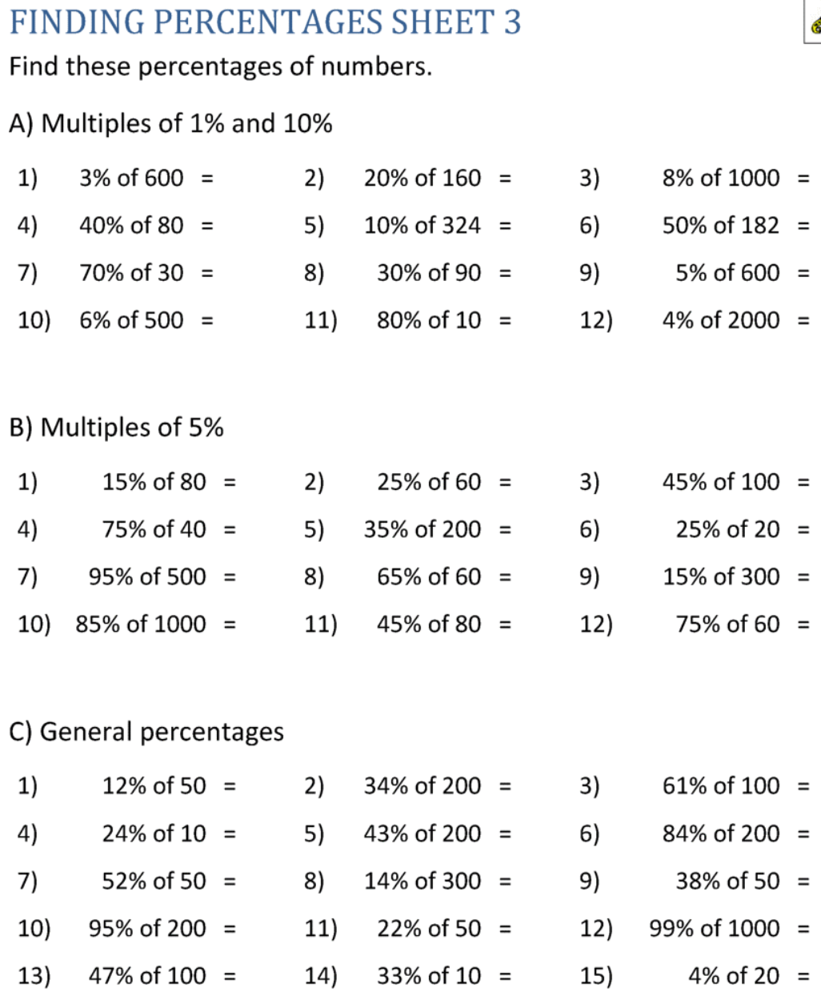 FINDING PERCENTAGES SHEET 3
Find these percentages of numbers.
A) Multiples of 1% and 10%
1) 3% of 600 = 2) 20% of 160 = 3) 8% of 1000 =
4) 40% of 80 = 5) 10% of 324 = 6) 50% of 182 =
7) 70% of 30 = 8) 30% of 90 = 9) 5% of 600 =
10) 6% of 500 = 11) 80% of 10 = 12) 4% of 2000 =
B) Multiples of 5%
1) 15% of 80 = 2) 25% of 60 = 3) 45% of 100 =
4) 75% of 40 = 5) 35% of 200 = 6) 25% of 20 =
7) 95% of 500 = 8) 65% of 60 = 9) 15% of 300 =
10) 85% of 1000 = 11) 45% of 80 = 12) 75% of 60 =
C) General percentages
1) 12% of 50 = 2) 34% of 200 = 3) 61% of 100 =
4) 24% of 10 = 5) 43% of 200 = 6) 84% of 200 =
7) 52% of 50 = 8) 14% of 300 = 9) 38% of 50 =
10) 95% of 200 = 11) 22% of 50 = 12) 99% of 1000 =
13) 47% of 100 = 14) 33% of 10 = 15) 4% of 20 =